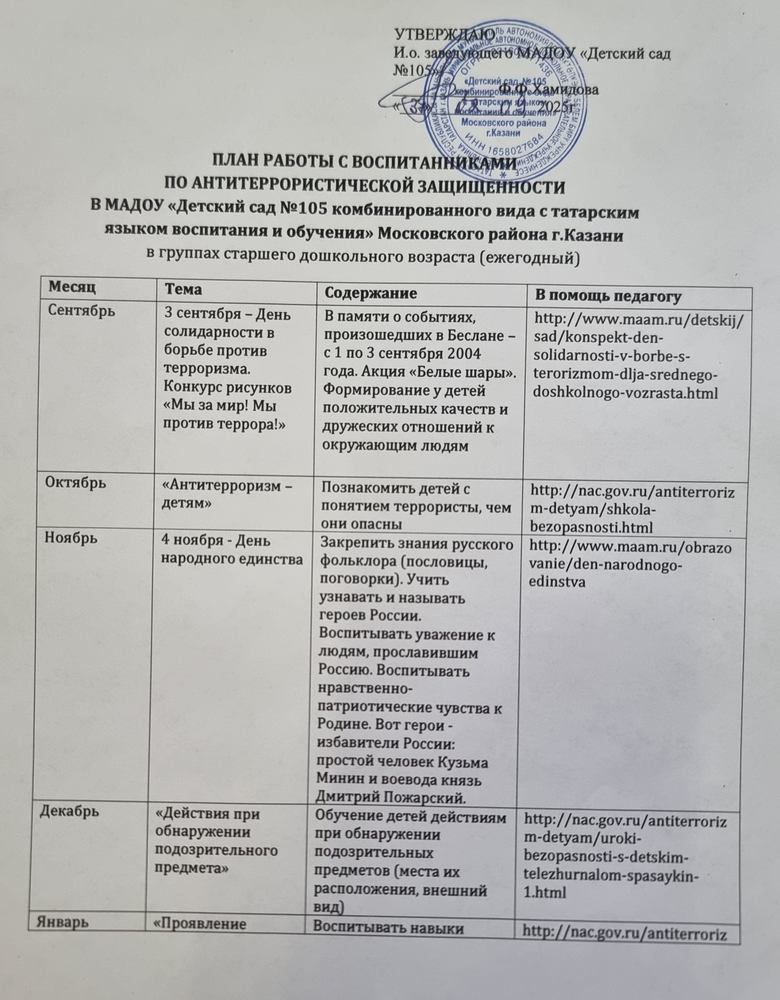 УТВЕРЖДАЮ
И.о. заведующего МАДОУ «Детский сад
№105»
Ф.Ф.Хамидова
2025г
«Детский сад №105
комбинированного вида
с татарским языком
воспитания и обучения»
Московского района
г.Казани
ИНН 1658027684
ПЛАН РАБОТЫ С ВОСПИТАННИКАМИ
ПО АНТИТЕРРОРИСТИЧЕСКОЙ ЗАЩИЩЕННОСТИ
В МАДОУ «Детский сад №105 комбинированного вида с татарским
языком воспитания и обучения» Московского района г.Казани
в группах старшего дошкольного возраста (ежегодный)
Месяц
Тема
Содержание
В помощь педагогу
Сентябрь
3 сентября – День
солидарности в
борьбе против
терроризма.
Конкурс рисунков
«Мы за мир! Мы
против террора!»
В памяти о событиях,
произошедших в Беслане –
с 1 по 3 сентября 2004
года. Акция «Белые шары».
Формирование у детей
положительных качеств и
дружеских отношений к
окружающим людям
http://www.maam.ru/detskij/
sad/konspekt-den-
solidarnosti-v-borbe-s-
terorizmom-dlja-srednego-
doshkolnogo-vozrasta.html
Октябрь
«Антитерроризм –
детям»
Познакомить детей с
понятием террористы, чем
они опасны
http://nac.gov.ru/antiterroriz
m-detyam/shkola-
bezopasnosti.html
Ноябрь
4 ноября - День
народного единства
Закрепить знания русского
фольклора (пословицы,
поговорки). Учить
узнавать и называть
героев России.
Воспитывать уважение к
людям, прославившим
Россию. Воспитывать
нравственно-
патриотические чувства к
Родине. Вот герои -
избавители России:
простой человек Кузьма
Минин и воевода князь
Дмитрий Пожарский.
http://www.maam.ru/obrazo
vanie/den-narodnogo-
edinstva
Декабрь
«Действия при
обнаружении
подозрительного
предмета»
Обучение детей действиям
при обнаружении
подозрительных
предметов (места их
расположения, внешний
вид)
http://nac.gov.ru/antiterroriz
m-detyam/uroki-
bezopasnosti-s-detskim-
telezhurnalom-spasaykin-
1.html
Январь
«Проявление
Воспитывать навыки
http://nac.gov.ru/antiterroriz